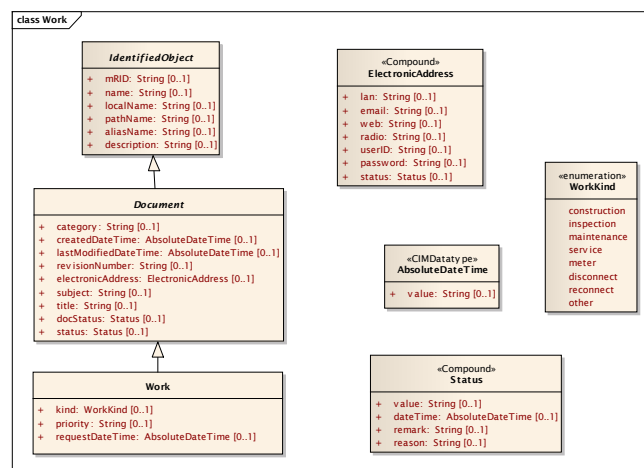 class Work
IdentifiedObject
+ mRID: String [0..1]
+ name: String [0..1]
+ localName: String [0..1]
+ pathName: String [0..1]
+ aliasName: String [0..1]
+ description: String [0..1]
Document
+ category: String [0..1]
+ createdDateTime: AbsoluteDateTime [0..1]
+ lastModifiedDateTime: AbsoluteDateTime [0..1]
+ revisionNumber: String [0..1]
+ electronicAddress: ElectronicAddress [0..1]
+ subject: String [0..1]
+ title: String [0..1]
+ docStatus: Status [0..1]
+ status: Status [0..1]
Work
+ kind: WorkKind [0..1]
+ priority: String [0..1]
+ requestDateTime: AbsoluteDateTime [0..1]
«Compound»
ElectronicAddress
+ lan: String [0..1]
+ email: String [0..1]
+ web: String [0..1]
+ radio: String [0..1]
+ userID: String [0..1]
+ password: String [0..1]
+ status: Status [0..1]
«CIMDatatype»
AbsoluteDateTime
+ value: String [0..1]
«Compound»
Status
+ value: String [0..1]
+ dateTime: AbsoluteDateTime [0..1]
+ remark: String [0..1]
+ reason: String [0..1]
«enumeration»
WorkKind
construction
inspection
maintenance
service
meter
disconnect
reconnect
other